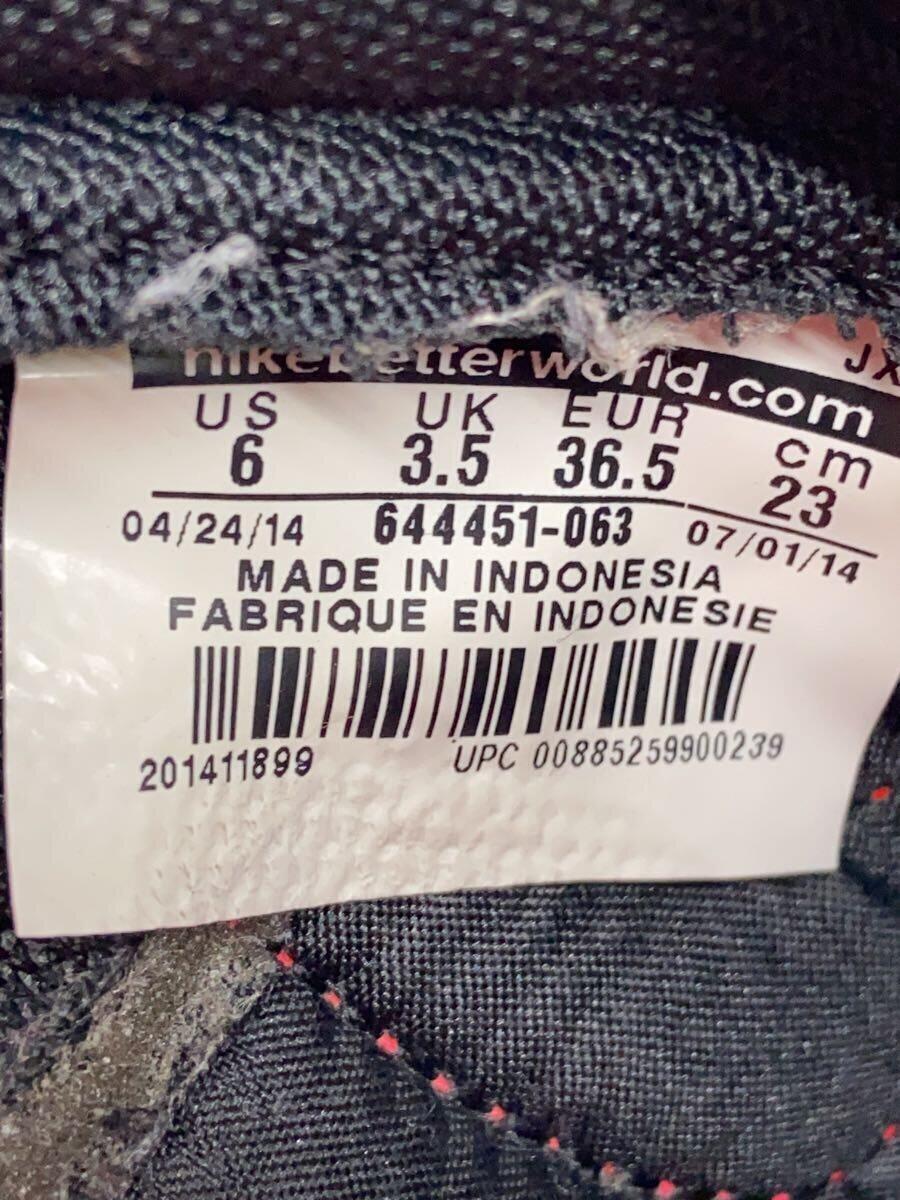 nikebetterworld.com JX
US UK EUR cm
6 3.5 36.5 23
04/24/14 644451-063 07/01/14
MADE IN INDONESIA
FABRIQUE EN INDONESIE
201411899 UPC 00885259900239